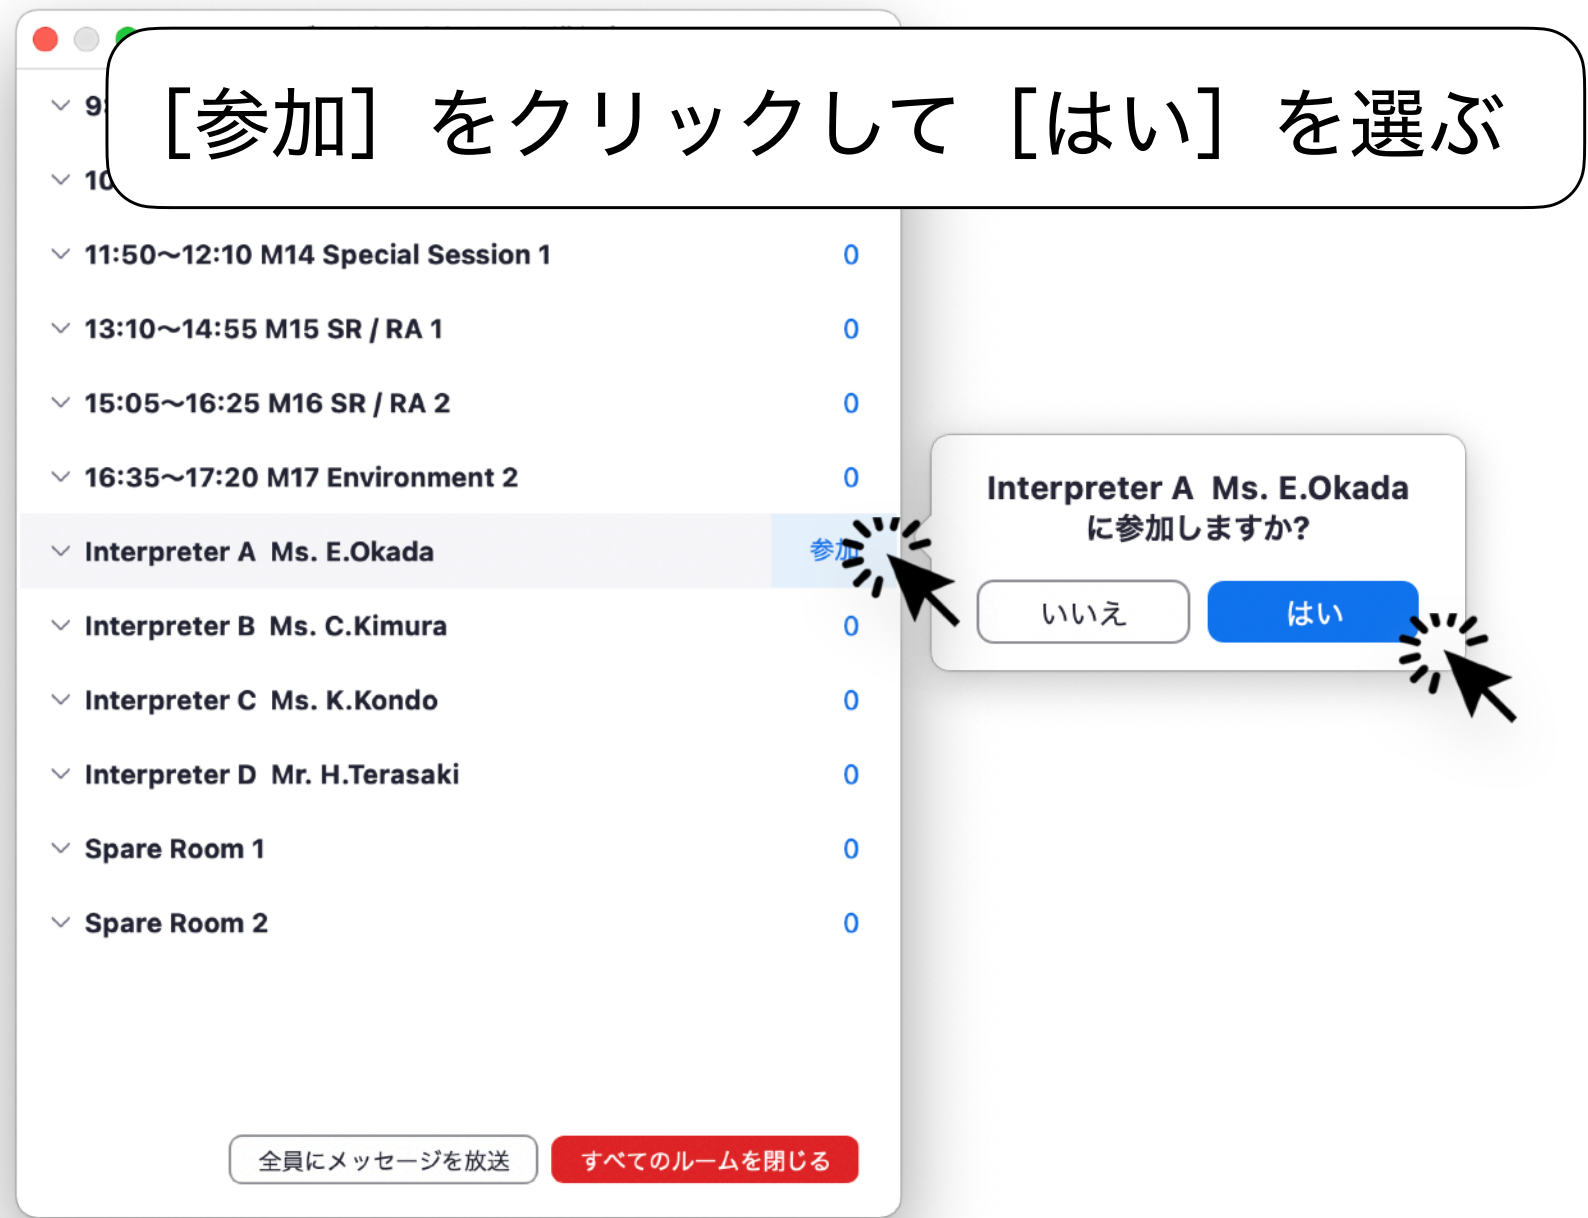 ［参加］をクリックして［はい］を選ぶ
11:50〜12:10 M14 Special Session 1 0
13:10〜14:55 M15 SR / RA 1 0
15:05〜16:25 M16 SR / RA 2 0
16:35〜17:20 M17 Environment 2 0
Interpreter A Ms. E.Okada 参加
Interpreter B Ms. C.Kimura 0
Interpreter C Ms. K.Kondo 0
Interpreter D Mr. H.Terasaki 0
Spare Room 1 0
Spare Room 2 0
Interpreter A Ms. E.Okada
に参加しますか?
いいえ はい
全員にメッセージを放送 すべてのルームを閉じる